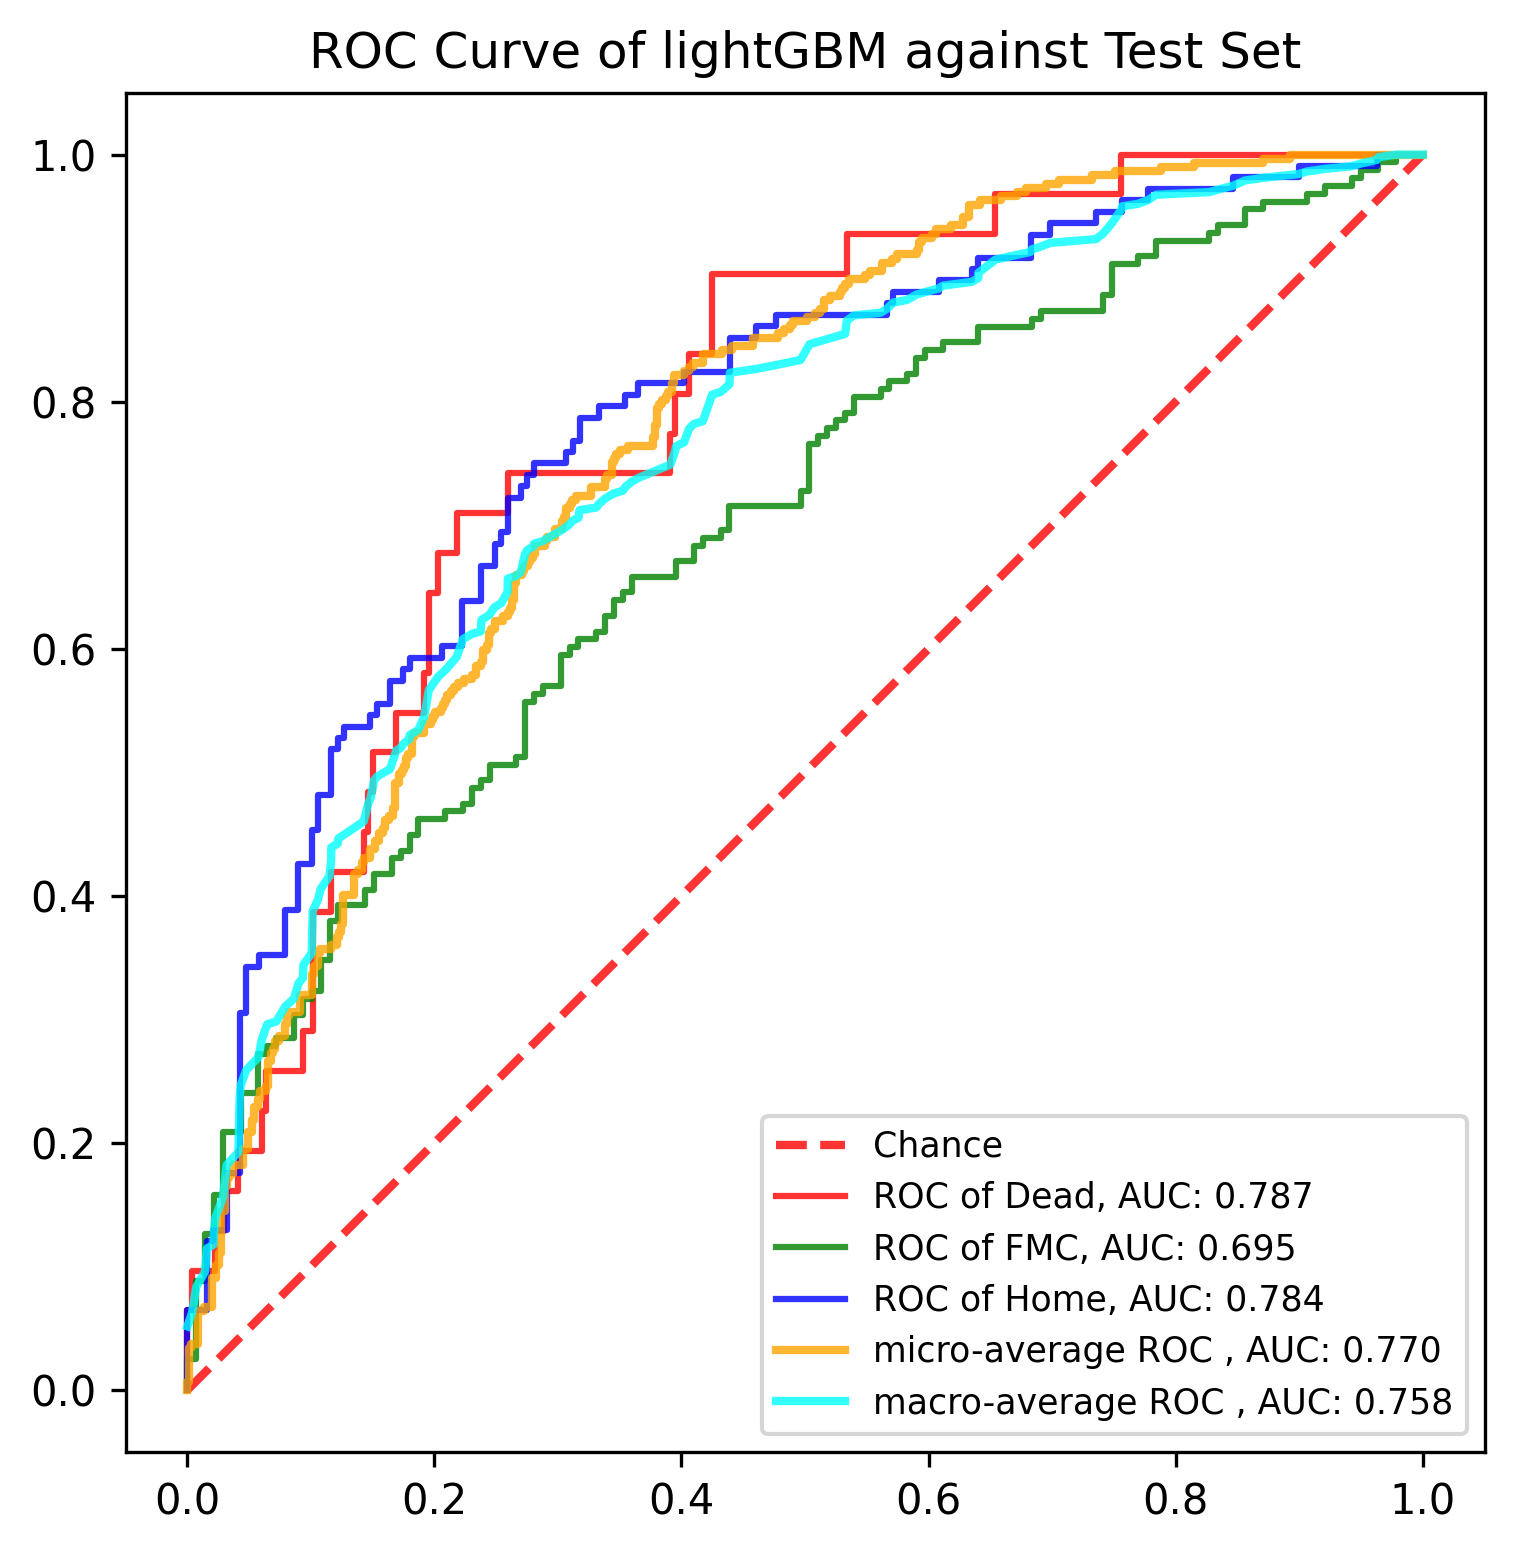 ROC Curve of lightGBM against Test Set
1.0
0.8
0.6
0.4
0.2
0.0
Chance
ROC of Dead, AUC: 0.787
ROC of FMC, AUC: 0.695
ROC of Home, AUC: 0.784
micro-average ROC , AUC: 0.770
macro-average ROC , AUC: 0.758
0.0 0.2 0.4 0.6 0.8 1.0